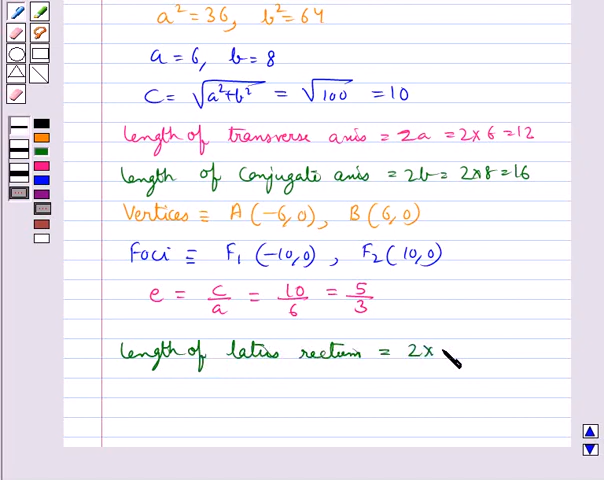 a² = 36, b² = 64
a = 6, b = 8
C = √a²+b² = √100 = 10
length of transverse axis = 2a = 2×6 = 12
length of Conjugate axis = 2b = 2×8 = 16
Vertices ≡ A (-6,0), B (6,0)
Foci ≡ F₁ (-10,0), F₂ (10,0)
e = c/a = 10/6 = 5/3
length of latus rectum = 2×